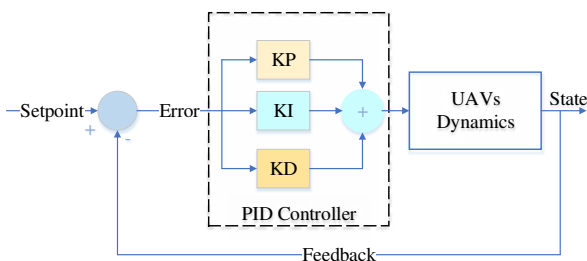 KP
Setpoint
+
-
Error
KI
+
UAVs
Dynamics
State
KD
PID Controller
Feedback